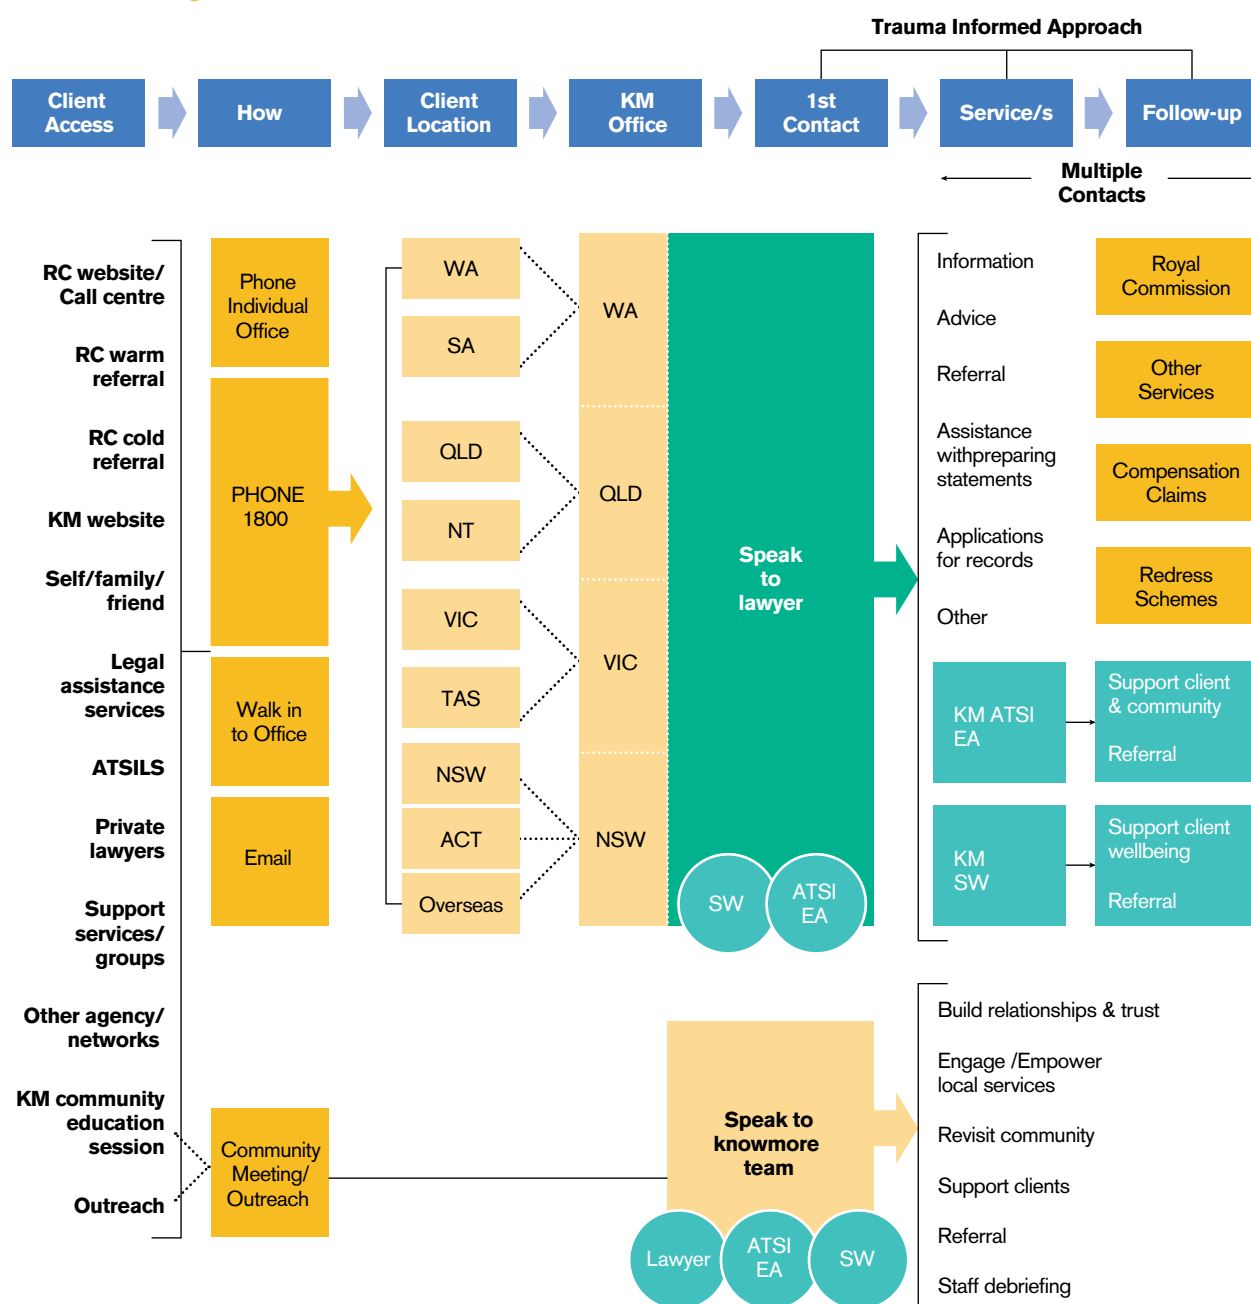 Trauma Informed Approach
Client
Access
How
Client
Location
KM
Office
1st
Contact
Service/s
Follow-up
Multiple
Contacts
RC website/
Call centre
RC warm
referral
RC cold
referral
KM website
Self/family/
friend
Legal
assistance
services
ATSILS
Private
lawyers
Support
services/
groups
Other agency/
networks
KM community
education
session
Outreach
Phone
Individual
Office
PHONE
1800
Walk in
to Office
Email
Community
Meeting/
Outreach
WA
SA
QLD
NT
VIC
TAS
NSW
ACT
Overseas
WA
QLD
VIC
NSW
Speak
to
lawyer
SW
ATSI
EA
Information
Advice
Referral
Assistance
withpreparing
statements
Applications
for records
Other
Royal
Commission
Other
Services
Compensation
Claims
Redress
Schemes
KM ATSI
EA
Support client
& community
Referral
KM
SW
Support client
wellbeing
Referral
Speak to
knowmore
team
Lawyer
ATSI
EA
SW
Build relationships & trust
Engage /Empower
local services
Revisit community
Support clients
Referral
Staff debriefing